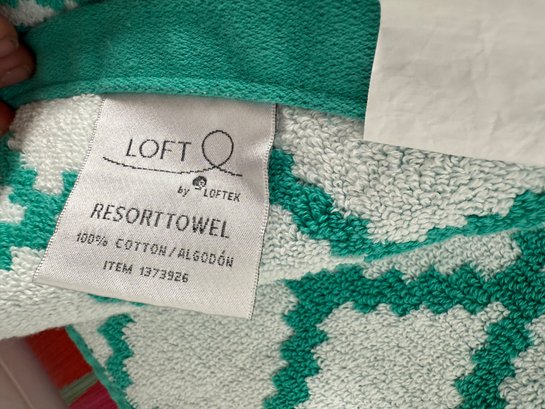 LOFT
by LOFTEK
RESORTTOWEL
100% COTTON/ALGODÓN
ITEM 1373926